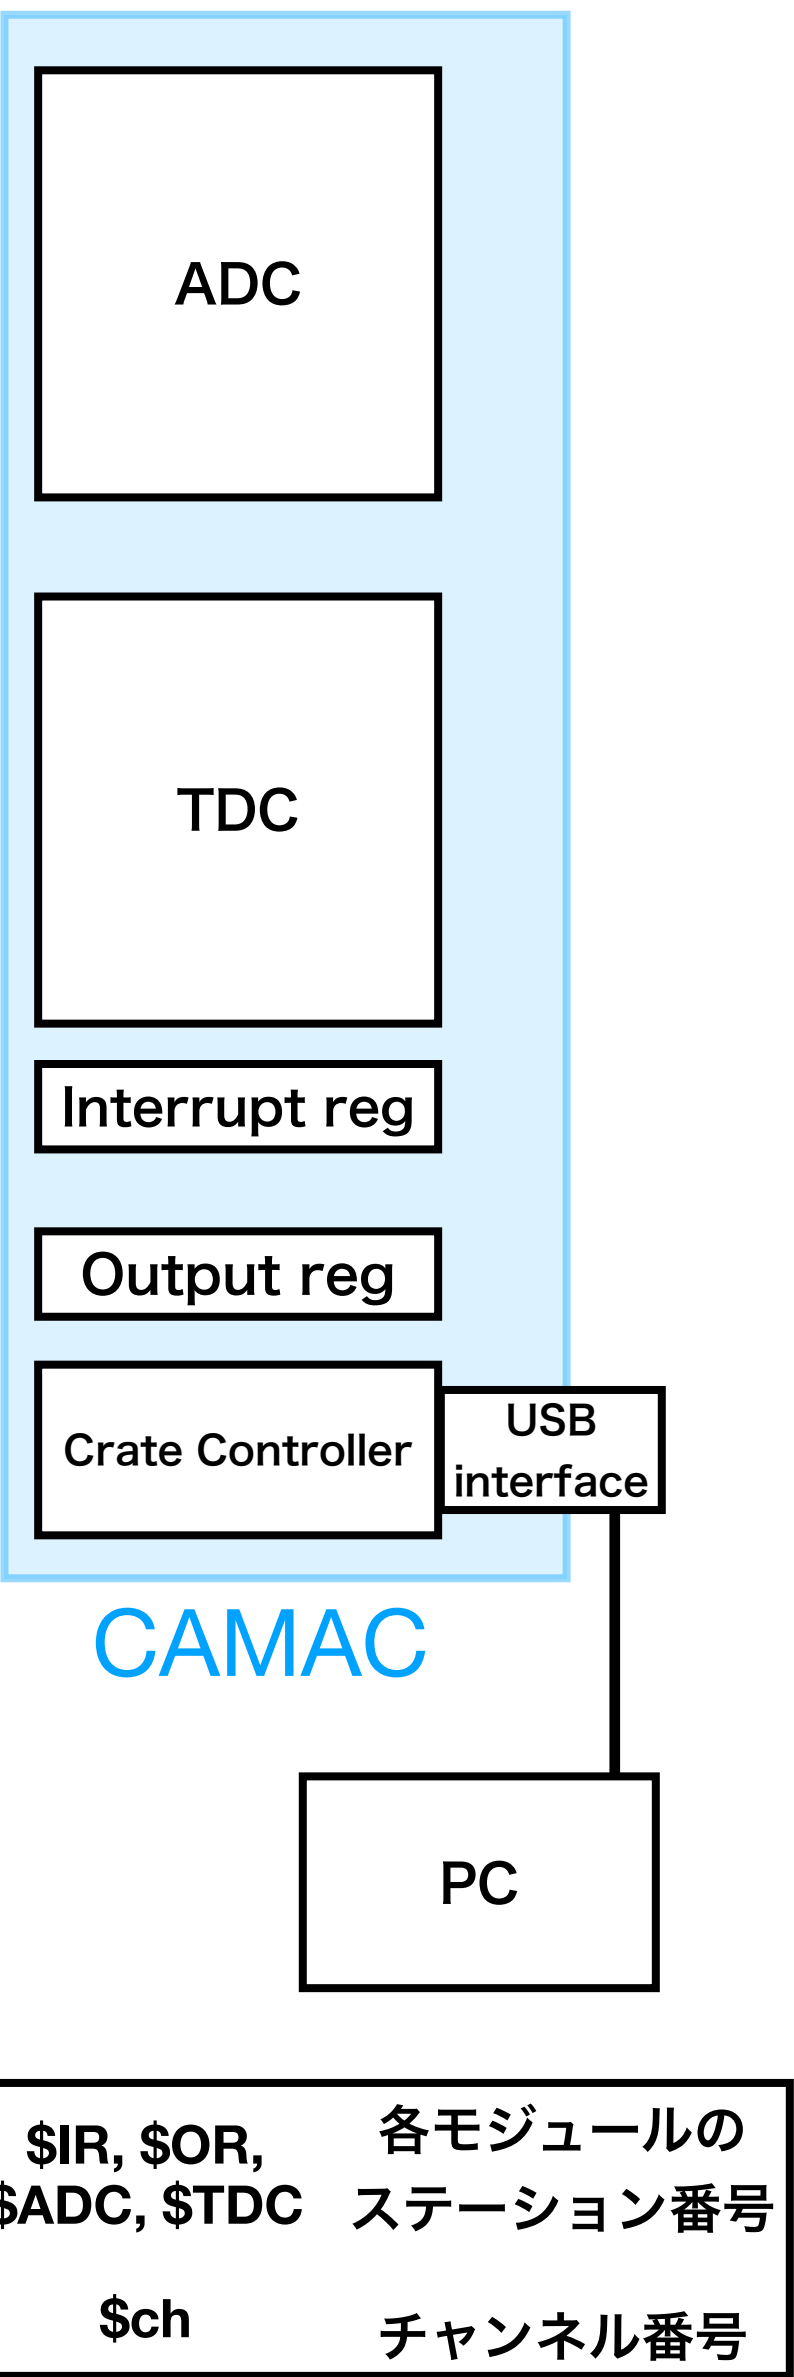 ADC
TDC
Interrupt reg
Output reg
Crate Controller
USB
interface
CAMAC
PC
$IR, $OR,
$ADC, $TDC
各モジュールの
ステーション番号
$ch
チャンネル番号